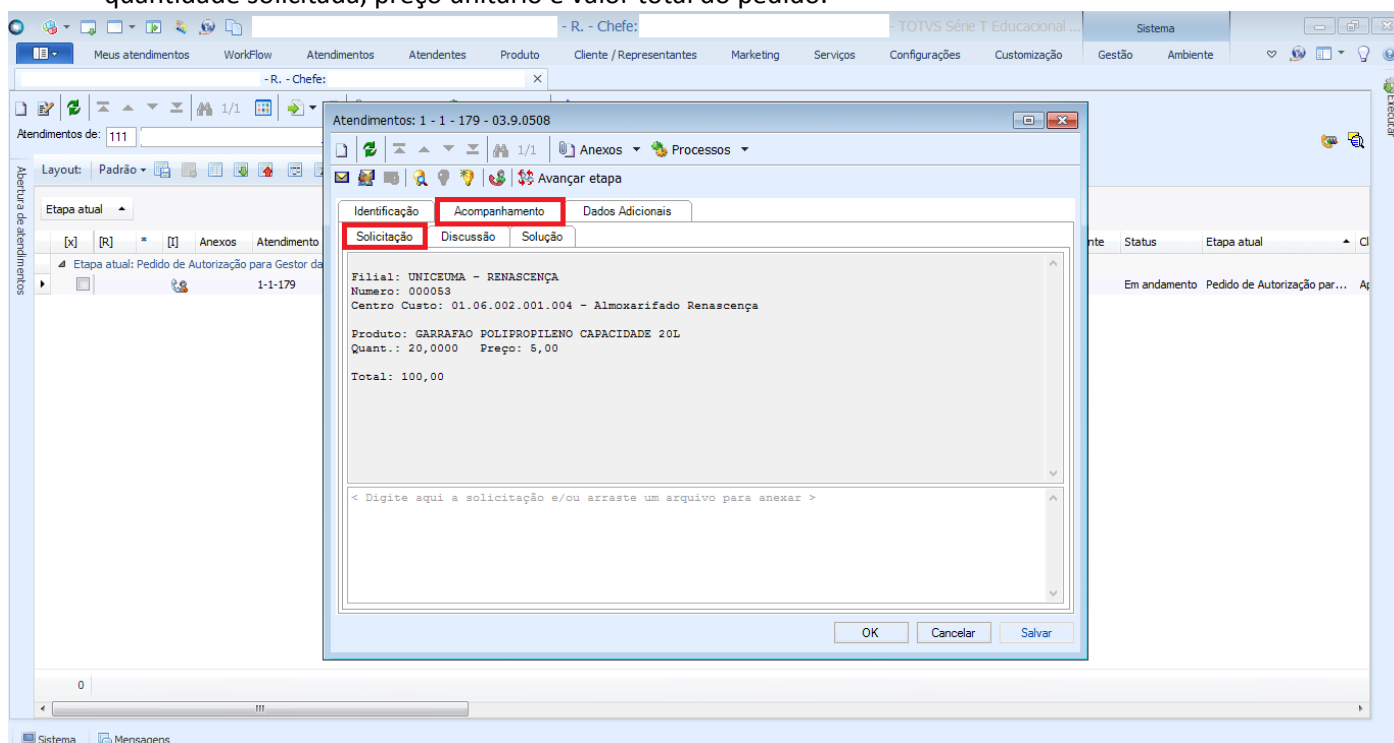 quantidade solicitada, preço unitário e valor total do pedido.
- R. - Chefe: - TOTVS Série T Educacional ... Sistema
Meus atendimentos WorkFlow Atendimentos Atendentes Produto Cliente / Representantes Marketing Serviços Configurações Customização Gestão Ambiente
- R. - Chefe:
1/1
Executar
Atendimentos de: 111
Abertura de atendimentos
Layout: Padrão
Etapa atual
[x] [R] * [I] Anexos Atendimento
nte Status Etapa atual Cl
Etapa atual: Pedido de Autorização para Gestor da
1-1-179
Em andamento Pedido de Autorização par...
Atendimentos: 1 - 1 - 179 - 03.9.0508
1/1 Anexos Processos
Avançar etapa
Identificação Acompanhamento Dados Adicionais
Solicitação Discussão Solução
Filial: UNICEUMA - RENASCENÇA
Numero: 000053
Centro Custo: 01.06.002.001.004 - Almoxarifado Renascença
Produto: GARRAFAO POLIPROPILENO CAPACIDADE 20L
Quant.: 20,0000 Preço: 5,00
Total: 100,00
< Digite aqui a solicitação e/ou arraste um arquivo para anexar >
OK Cancelar Salvar
0
Sistema Mensagens